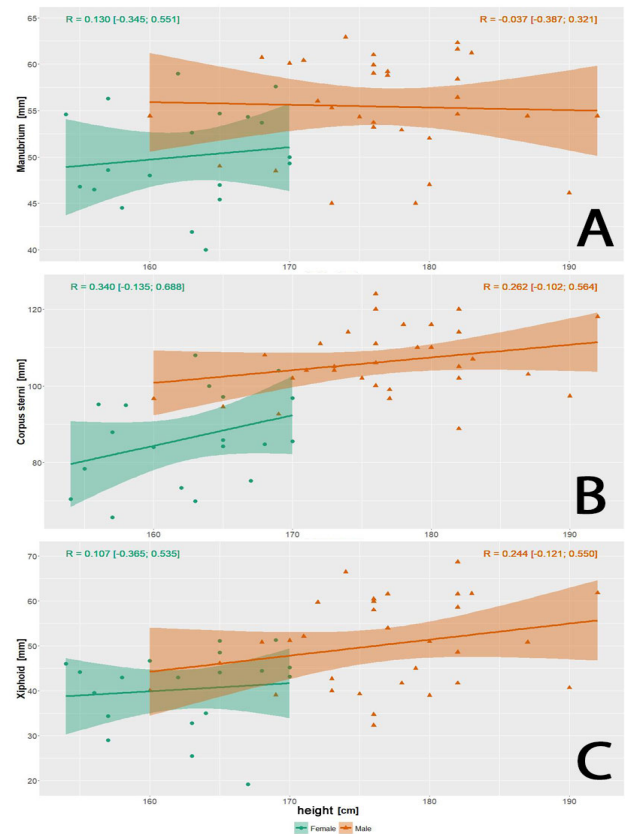 R = 0.130 [-0.345; 0.551]
R = -0.037 [-0.387; 0.321]
65
60
55
50
45
40
Manubrium [mm]
A
160
170
180
190
R = 0.340 [-0.135; 0.688]
R = 0.262 [-0.102; 0.564]
120
100
80
Corpus sterni [mm]
B
160
170
180
190
R = 0.107 [-0.365; 0.535]
R = 0.244 [-0.121; 0.550]
70
60
50
40
30
20
Xiphoid [mm]
C
160
170
180
190
height [cm]
Female
Male